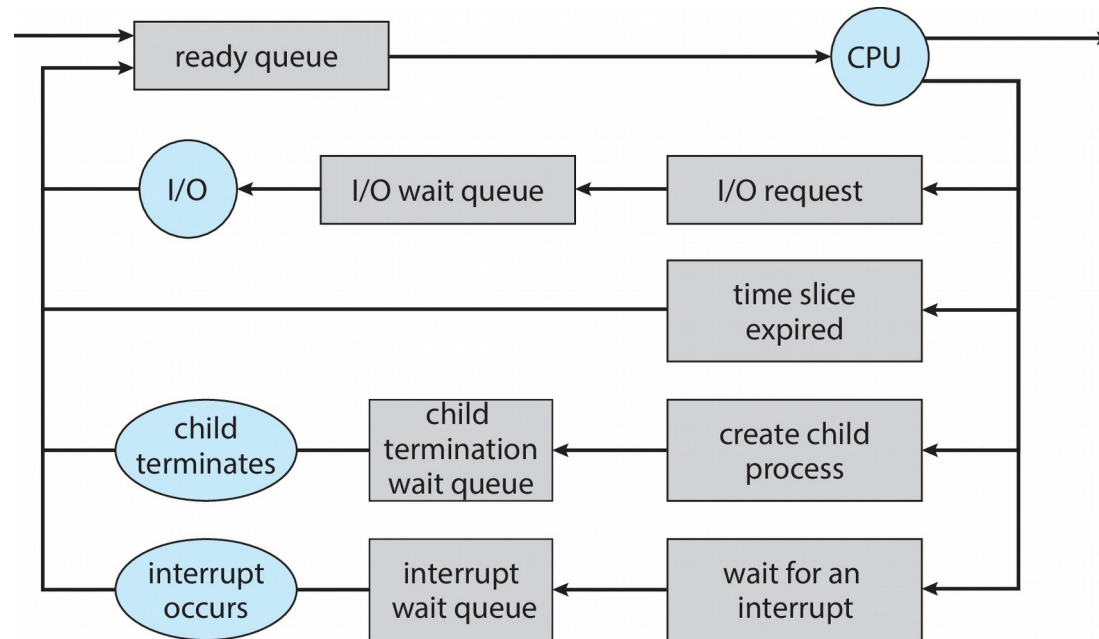 ready queue
CPU
I/O
I/O wait queue
I/O request
time slice
expired
child
terminates
child
termination
wait queue
create child
process
interrupt
occurs
interrupt
wait queue
wait for an
interrupt